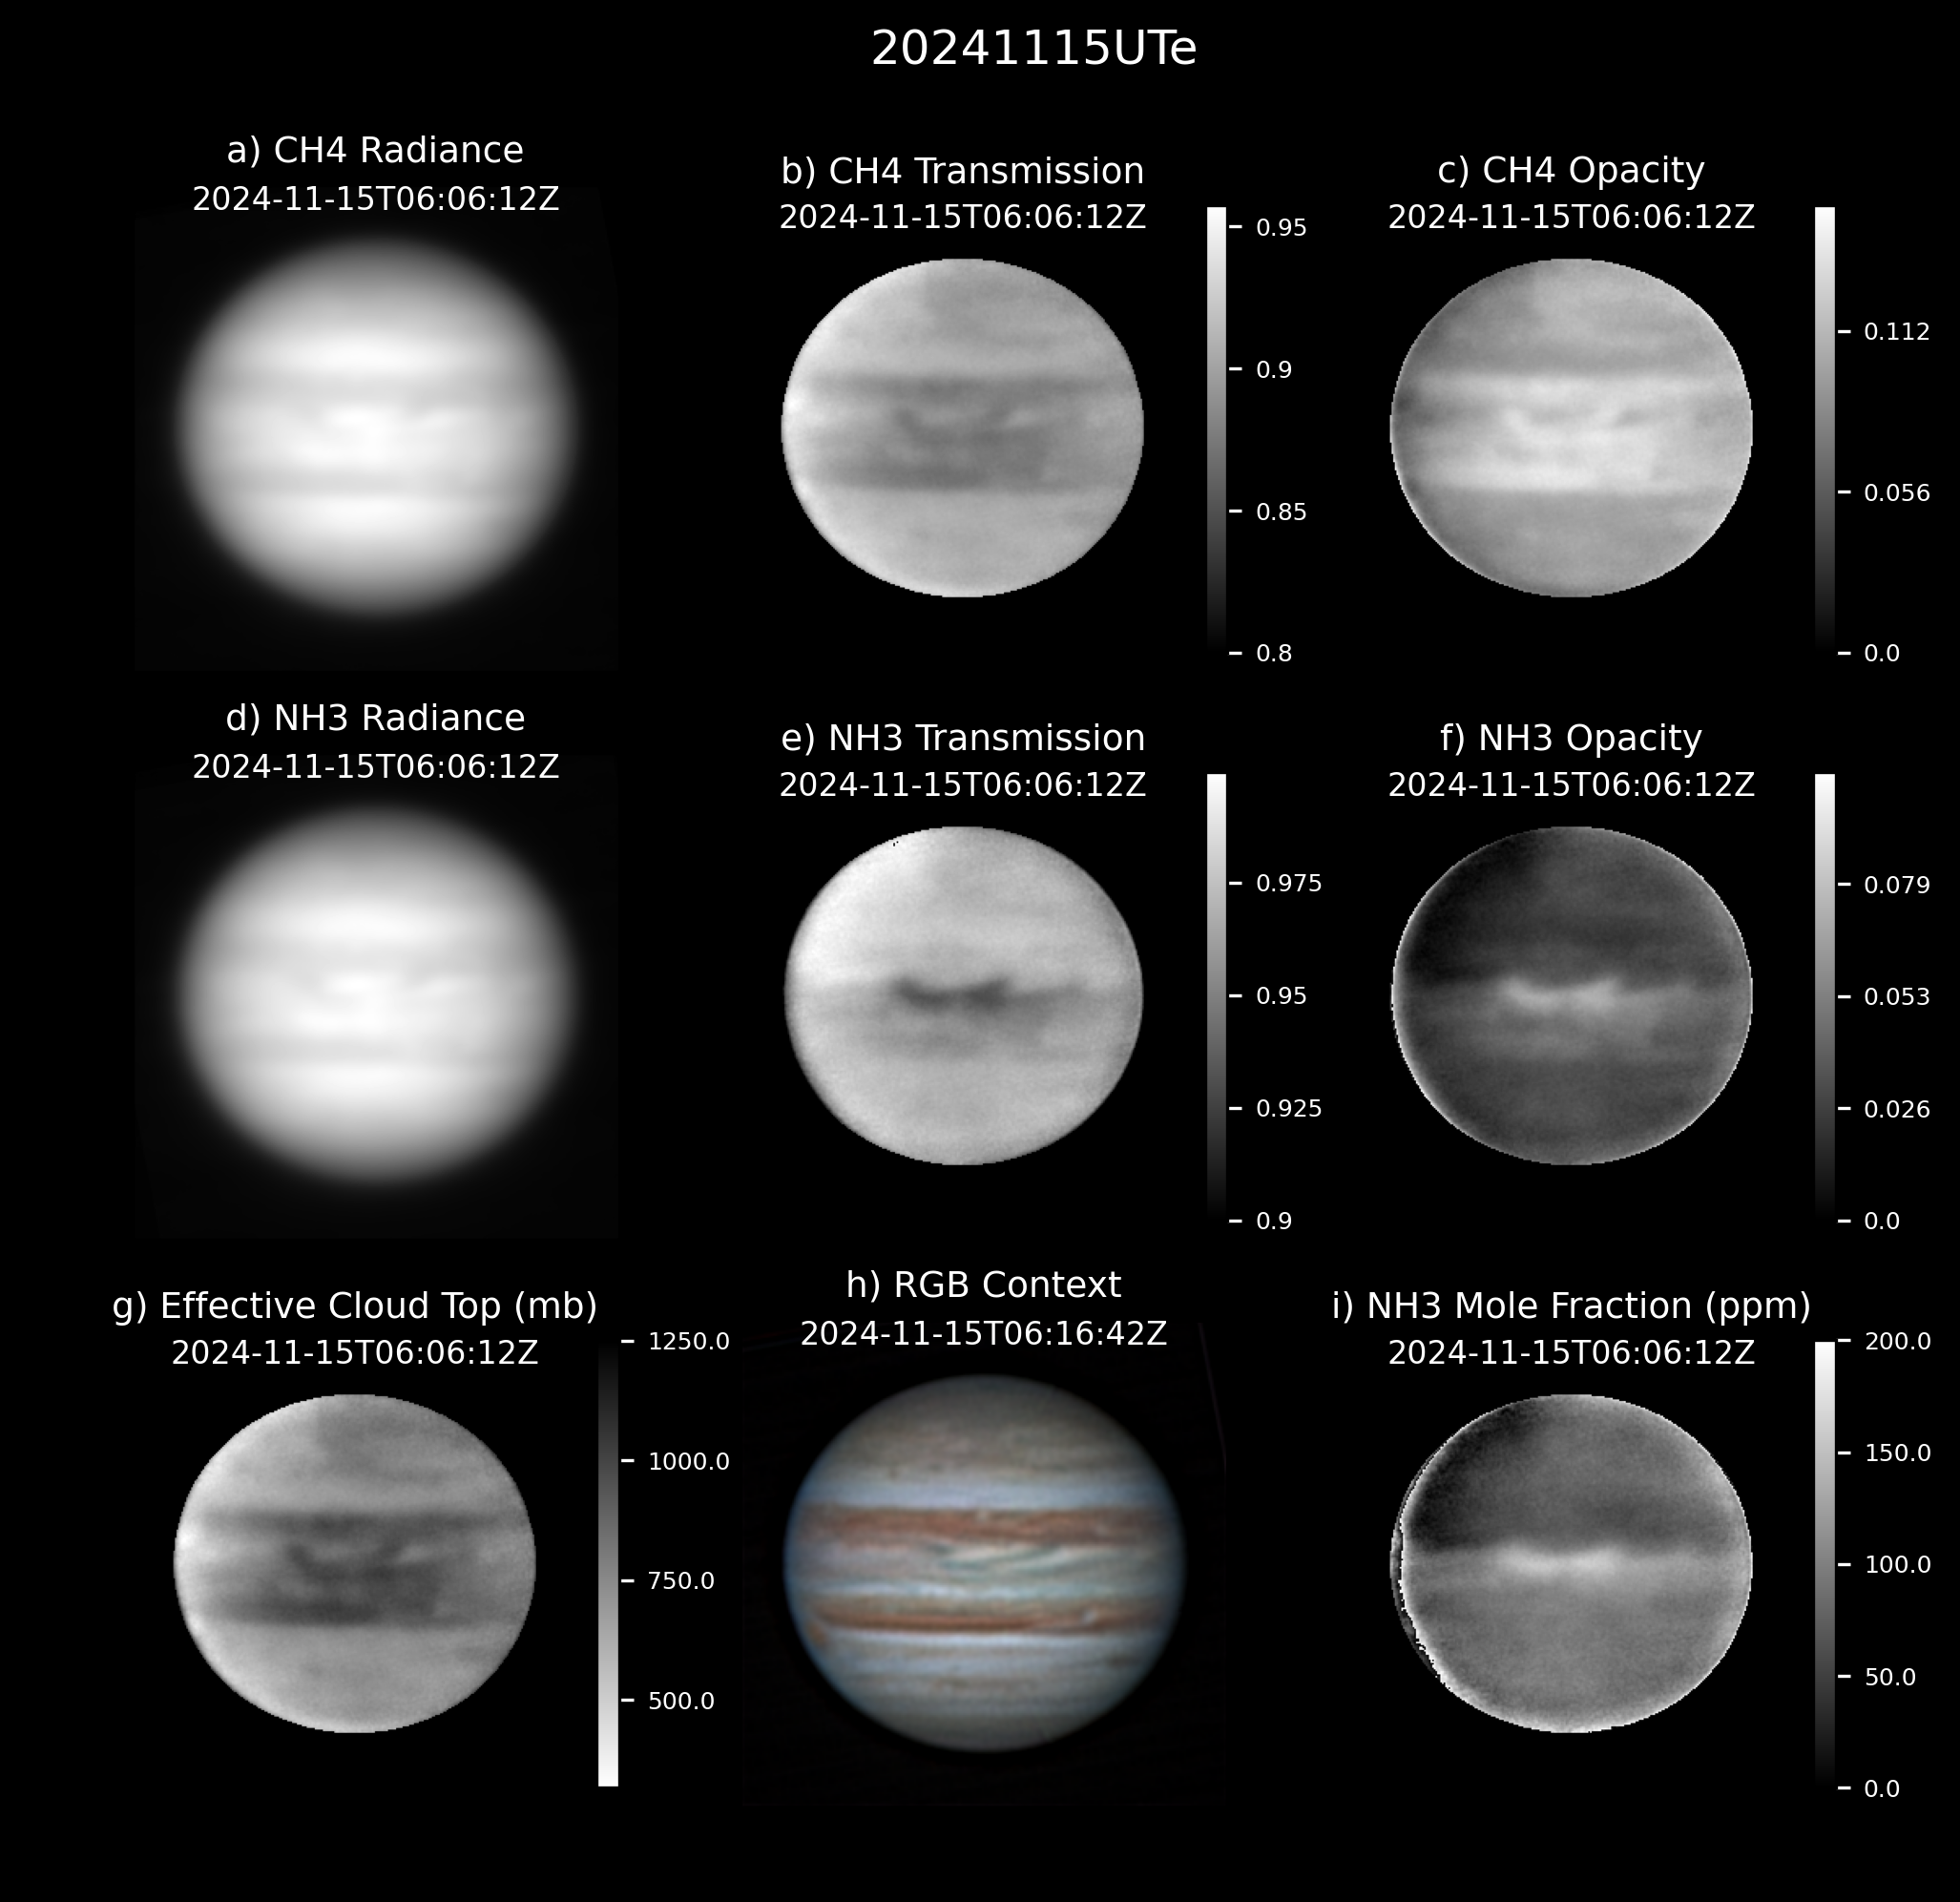 20241115UTe
a) CH4 Radiance
2024-11-15T06:06:12Z
b) CH4 Transmission
2024-11-15T06:06:12Z
0.95
0.9
0.85
0.8
c) CH4 Opacity
2024-11-15T06:06:12Z
0.112
0.056
0.0
d) NH3 Radiance
2024-11-15T06:06:12Z
e) NH3 Transmission
2024-11-15T06:06:12Z
0.975
0.95
0.925
0.9
f) NH3 Opacity
2024-11-15T06:06:12Z
0.079
0.053
0.026
0.0
g) Effective Cloud Top (mb)
2024-11-15T06:06:12Z
1250.0
1000.0
750.0
500.0
h) RGB Context
2024-11-15T06:16:42Z
i) NH3 Mole Fraction (ppm)
2024-11-15T06:06:12Z
200.0
150.0
100.0
50.0
0.0